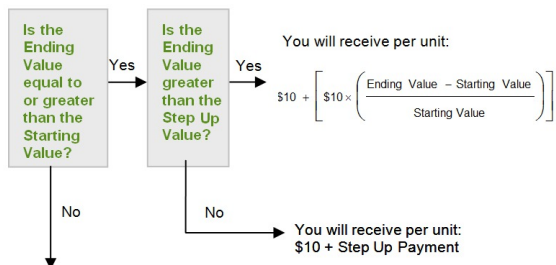 Is the
Ending
Value
equal to
or greater
than the
Starting
Value?
Yes
Is the
Ending
Value
greater
than the
Step Up
Value?
Yes
You will receive per unit:
$10 + [ $10 × ( Ending Value – Starting Value
Starting Value ) ]
No
No
You will receive per unit:
$10 + Step Up Payment